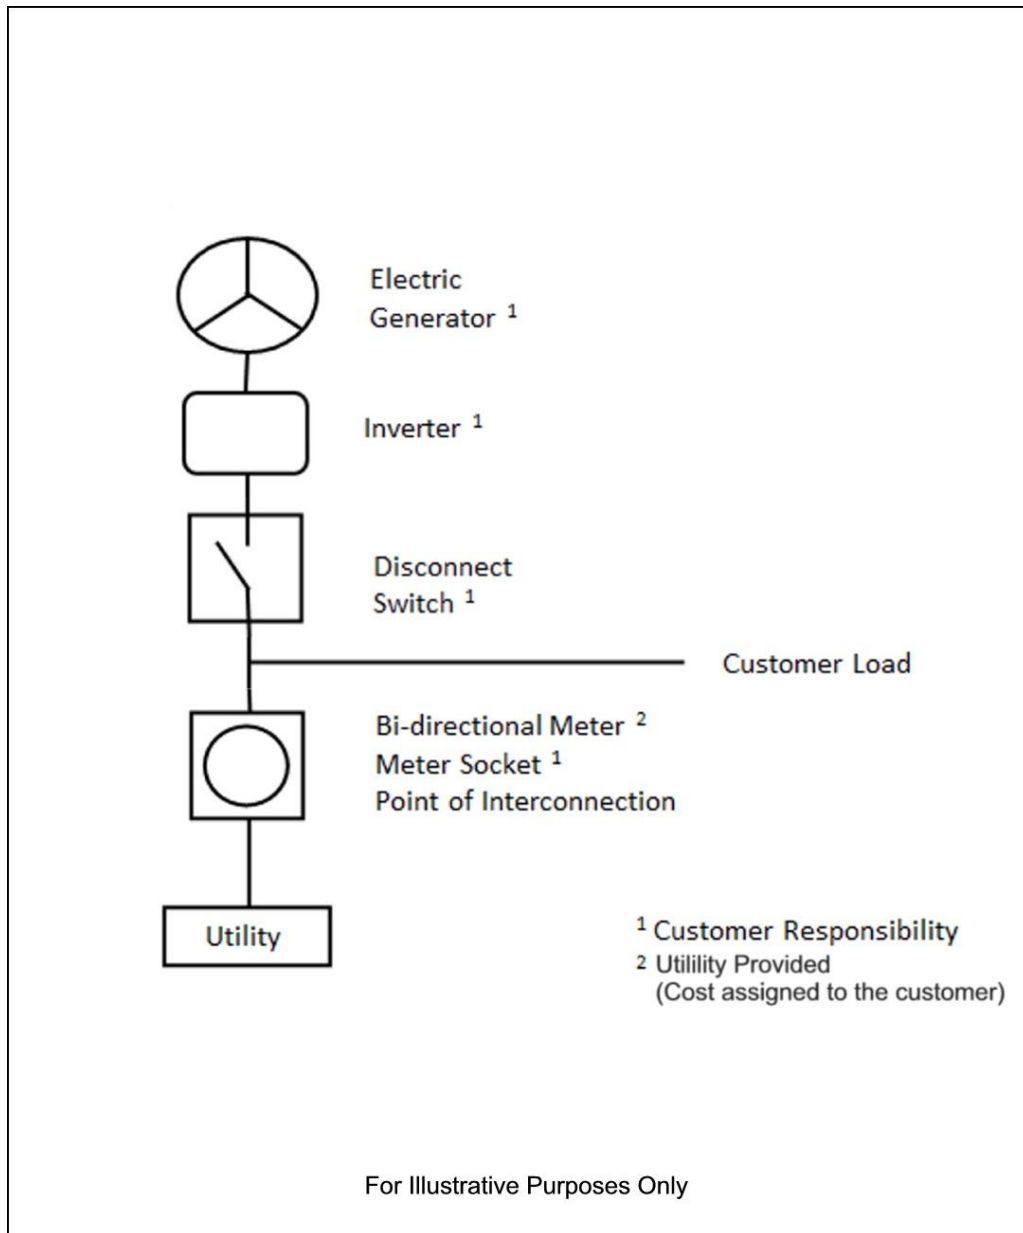 Electric
Generator ¹
Inverter ¹
Disconnect
Switch ¹
Customer Load
Bi-directional Meter ²
Meter Socket ¹
Point of Interconnection
Utility
¹ Customer Responsibility
² Utilility Provided
(Cost assigned to the customer)
For Illustrative Purposes Only